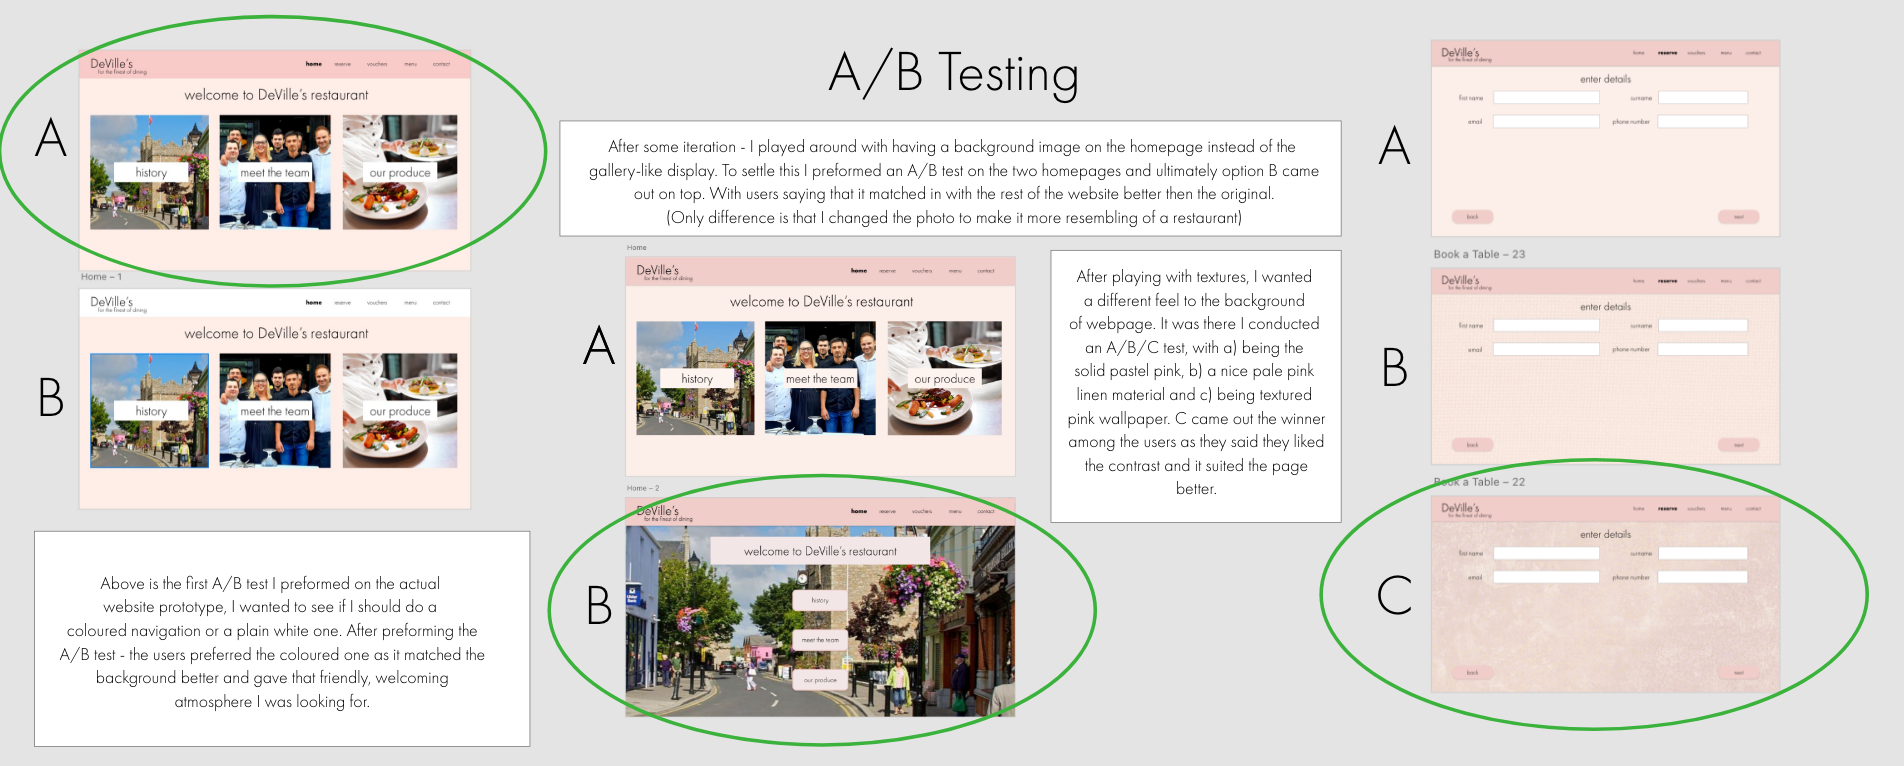 A/B Testing
A
DeVille's
for the finest of dining
home reserve vouchers menu contact
welcome to DeVille's restaurant
history
meet the team
our produce
Home – 1
B
DeVille's
for the finest of dining
home reserve vouchers menu contact
welcome to DeVille's restaurant
history
meet the team
our produce
Above is the first A/B test I preformed on the actual
website prototype, I wanted to see if I should do a
coloured navigation or a plain white one. After preforming the
A/B test - the users preferred the coloured one as it matched the
background better and gave that friendly, welcoming
atmosphere I was looking for.
After some iteration - I played around with having a background image on the homepage instead of the
gallery-like display. To settle this I preformed an A/B test on the two homepages and ultimately option B came
out on top. With users saying that it matched in with the rest of the website better then the original.
(Only difference is that I changed the photo to make it more resembling of a restaurant)
Home
A
DeVille's
for the finest of dining
home reserve vouchers menu contact
welcome to DeVille's restaurant
history
meet the team
our produce
Home – 2
B
DeVille's
for the finest of dining
home reserve vouchers menu contact
welcome to DeVille's restaurant
history
meet the team
our produce
After playing with textures, I wanted
a different feel to the background
of webpage. It was there I conducted
an A/B/C test, with a) being the
solid pastel pink, b) a nice pale pink
linen material and c) being textured
pink wallpaper. C came out the winner
among the users as they said they liked
the contrast and it suited the page
better.
A
DeVille's
for the finest of dining
home reserve vouchers menu contact
enter details
first name surname
email phone number
back next
Book a Table – 23
B
DeVille's
for the finest of dining
home reserve vouchers menu contact
enter details
first name surname
email phone number
back next
Book a Table – 22
C
DeVille's
for the finest of dining
home reserve vouchers menu contact
enter details
first name surname
email phone number
back next